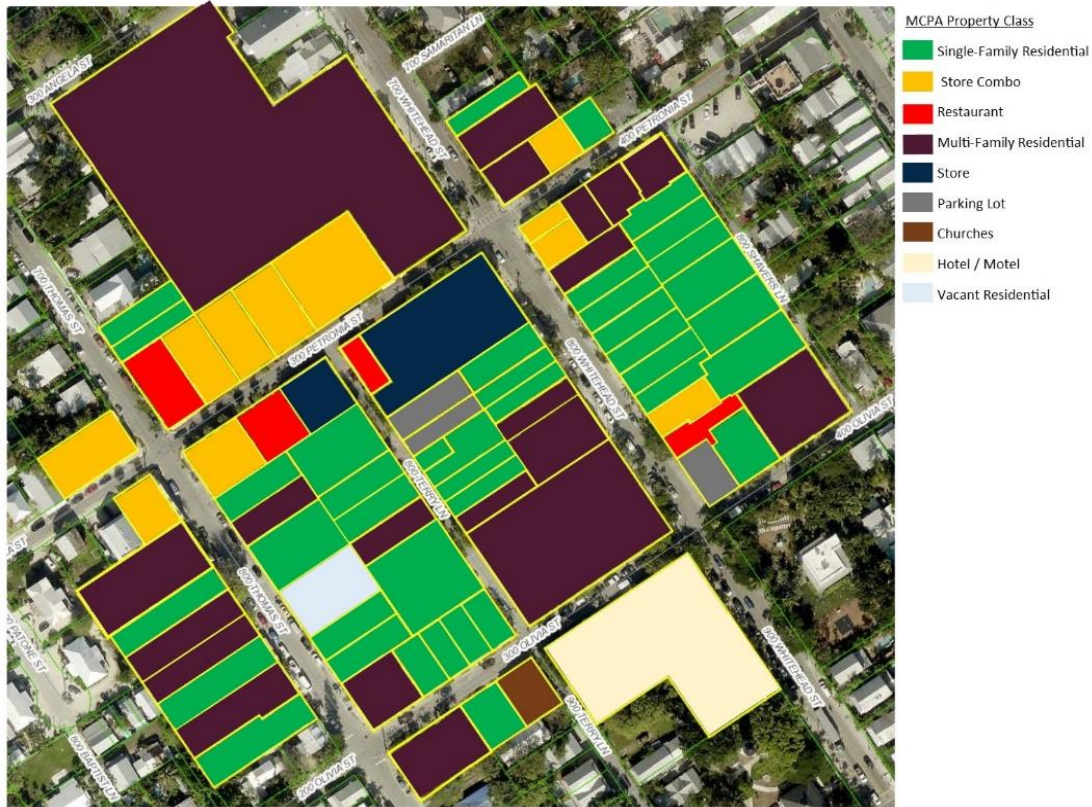 MCPA Property Class
Single-Family Residential
Store Combo
Restaurant
Multi-Family Residential
Store
Parking Lot
Churches
Hotel / Motel
Vacant Residential
300 ANGELA ST
700 SAMARITAN LN
700 WHITEHEAD ST
400 PETRONIA ST
700 THOMAS ST
300 PETRONIA ST
800 SHAVERS LN
800 WHITEHEAD ST
400 OLIVIA ST
800 TERRY LN
800 THOMAS ST
300 OLIVIA ST
900 WHITEHEAD ST
900 TERRY LN
800 BAPTIST LN
200 OLIVIA ST